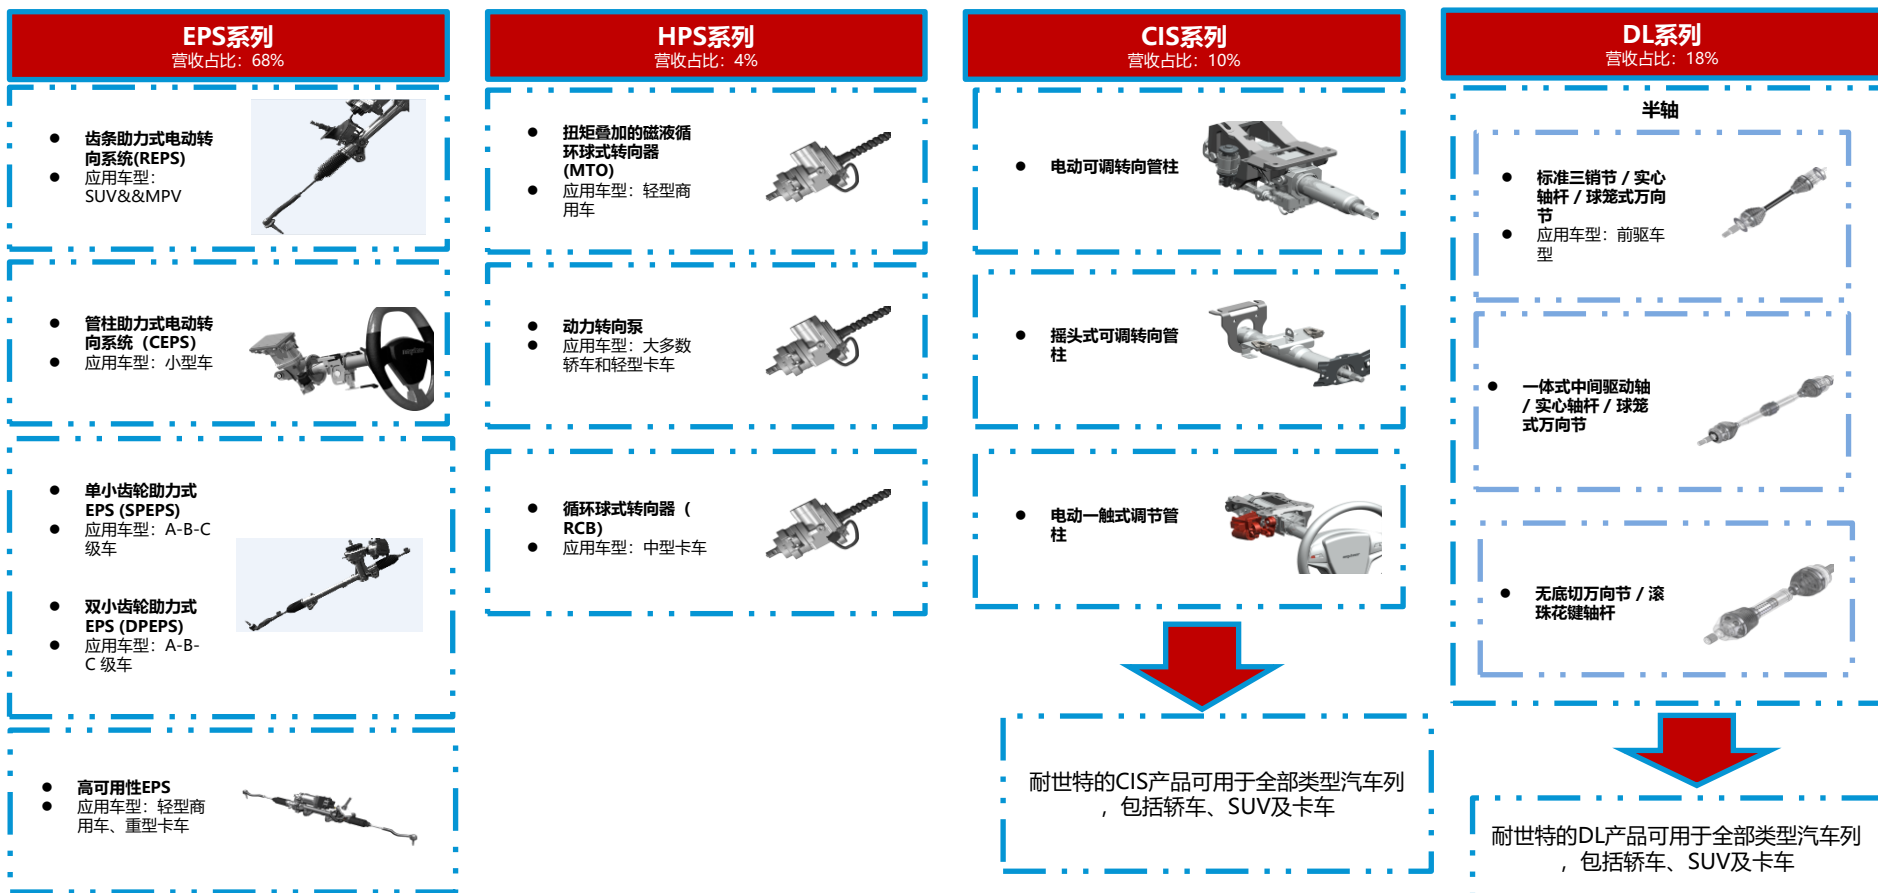 EPS系列
营收占比：68%
齿条助力式电动转
向系统(REPS)
应用车型：
SUV&&MPV
管柱助力式电动转
向系统（CEPS)
应用车型：小型车
单小齿轮助力式
EPS (SPEPS)
应用车型：A-B-C
级车
双小齿轮助力式
EPS (DPEPS)
应用车型：A-B-
C 级车
高可用性EPS
应用车型：轻型商
用车、重型卡车
HPS系列
营收占比：4%
扭矩叠加的磁液循
环球式转向器
(MTO)
应用车型：轻型商
用车
动力转向泵
应用车型：大多数
轿车和轻型卡车
循环球式转向器（
RCB)
应用车型：中型卡车
CIS系列
营收占比：10%
电动可调转向管柱
摇头式可调转向管
柱
电动一触式调节管
柱
耐世特的CIS产品可用于全部类型汽车列
，包括轿车、SUV及卡车
DL系列
营收占比：18%
半轴
标准三销节 / 实心
轴杆 / 球笼式万向
节
应用车型：前驱车
型
一体式中间驱动轴
/ 实心轴杆 / 球笼
式万向节
无底切万向节 / 滚
珠花键轴杆
耐世特的DL产品可用于全部类型汽车列
，包括轿车、SUV及卡车